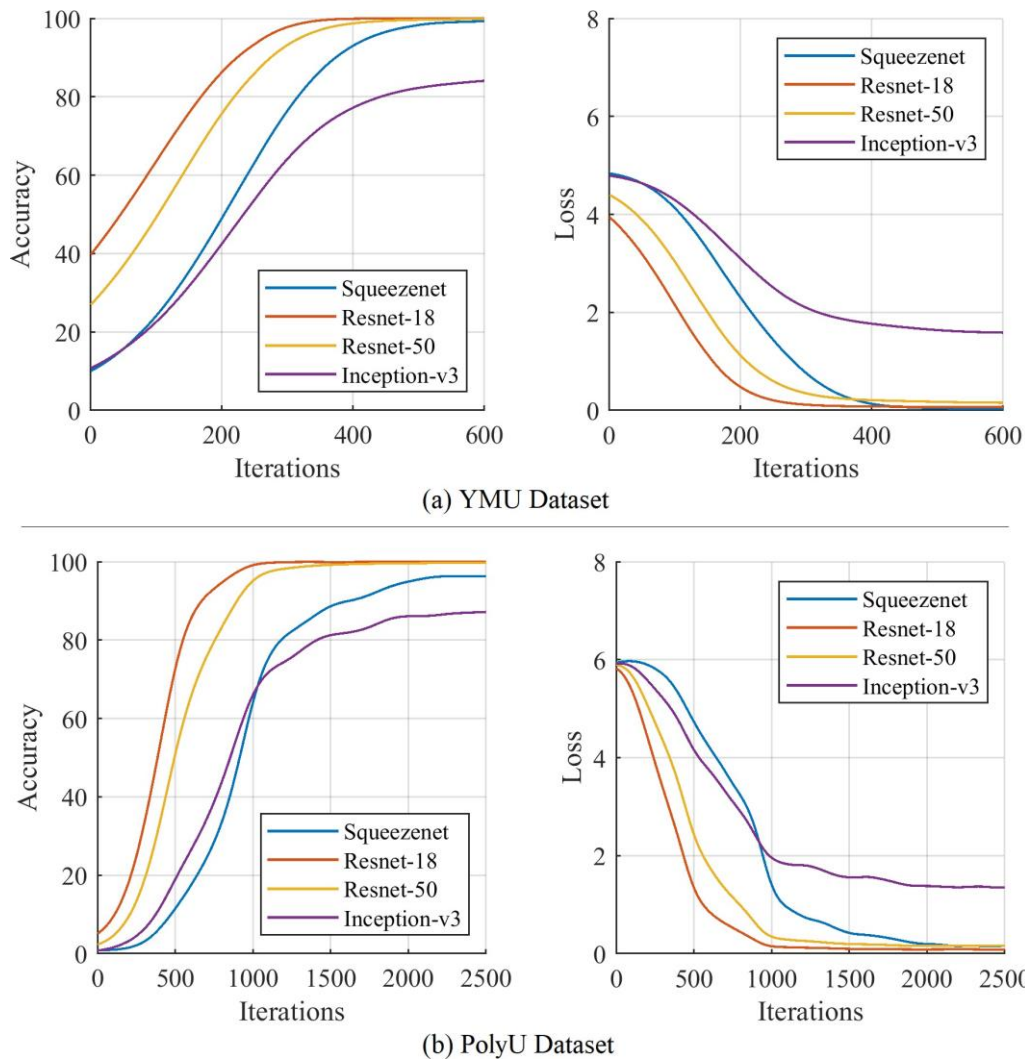 100
80
60
40
20
0
Accuracy
0 200 400 600
Iterations
Squeezenet
Resnet-18
Resnet-50
Inception-v3
8
6
4
2
0
Loss
0 200 400 600
Iterations
Squeezenet
Resnet-18
Resnet-50
Inception-v3
(a) YMU Dataset
100
80
60
40
20
0
Accuracy
0 500 1000 1500 2000 2500
Iterations
Squeezenet
Resnet-18
Resnet-50
Inception-v3
8
6
4
2
0
Loss
0 500 1000 1500 2000 2500
Iterations
Squeezenet
Resnet-18
Resnet-50
Inception-v3
(b) PolyU Dataset